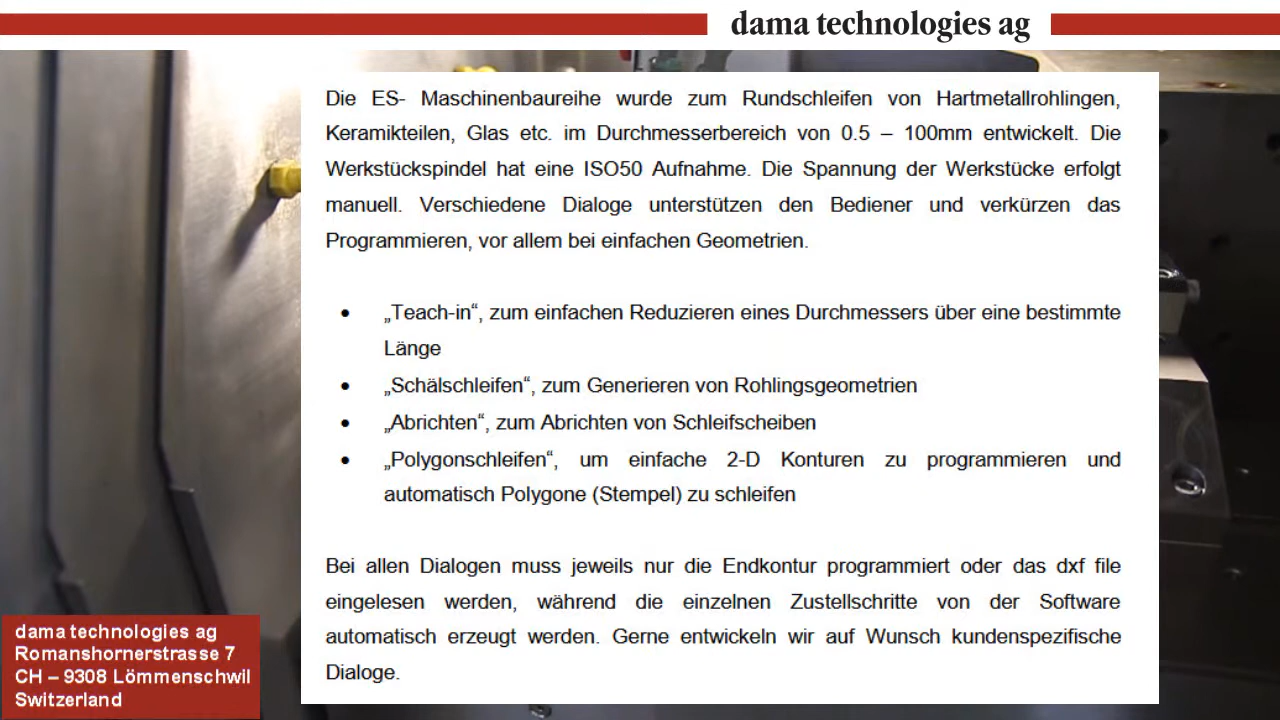 dama technologies ag
Die ES- Maschinenbaureihe wurde zum Rundschleifen von Hartmetallrohlingen,
Keramikteilen, Glas etc. im Durchmesserbereich von 0.5 – 100mm entwickelt. Die
Werkstückspindel hat eine ISO50 Aufnahme. Die Spannung der Werkstücke erfolgt
manuell. Verschiedene Dialoge unterstützen den Bediener und verkürzen das
Programmieren, vor allem bei einfachen Geometrien.
• „Teach-in“, zum einfachen Reduzieren eines Durchmessers über eine bestimmte
Länge
• „Schälschleifen“, zum Generieren von Rohlingsgeometrien
• „Abrichten“, zum Abrichten von Schleifscheiben
• „Polygonschleifen“, um einfache 2-D Konturen zu programmieren und
automatisch Polygone (Stempel) zu schleifen
Bei allen Dialogen muss jeweils nur die Endkontur programmiert oder das dxf file
eingelesen werden, während die einzelnen Zustellschritte von der Software
automatisch erzeugt werden. Gerne entwickeln wir auf Wunsch kundenspezifische
Dialoge.
dama technologies ag
Romanshornerstrasse 7
CH – 9308 Lömmenschwil
Switzerland